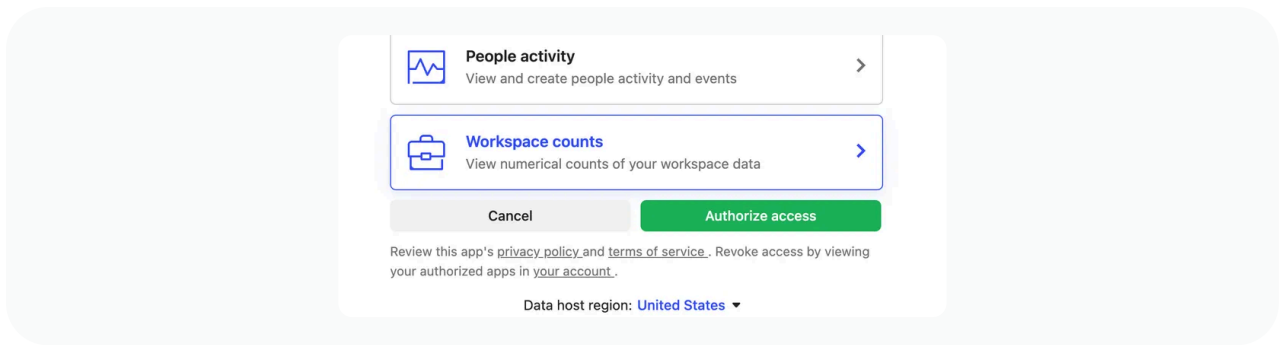 People activity
View and create people activity and events
Workspace counts
View numerical counts of your workspace data
Cancel
Authorize access
Review this app's privacy policy and terms of service . Revoke access by viewing
your authorized apps in your account .
Data host region: United States